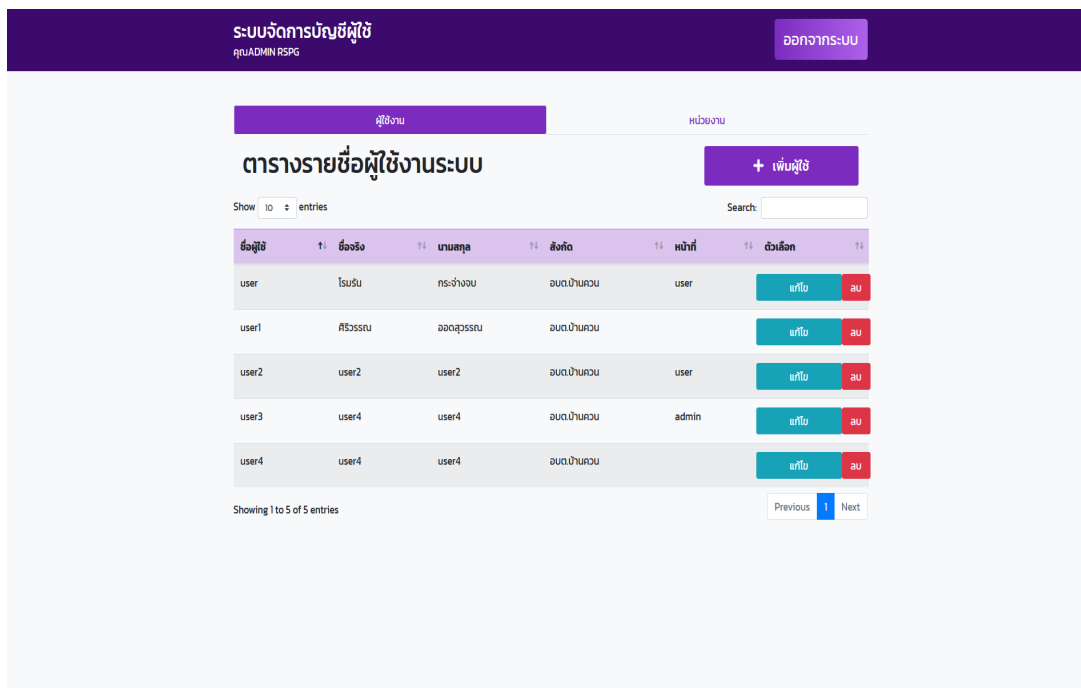 ระบบจัดการบัญชีผู้ใช้
คุณADMIN RSPG
ออกจากระบบ
ผู้ใช้งาน หน่วยงาน
ตารางรายชื่อผู้ใช้งานระบบ
+ เพิ่มผู้ใช้
Show 10 entries Search:
ชื่อผู้ใช้ ชื่อจริง นามสกุล สังกัด หน้าที่ ตัวเลือก
user โรมรัน กระจ่างจบ อบต.บ้านควน user แก้ไข ลบ
user1 ศิริวรรณ ออดสุวรรณ อบต.บ้านควน แก้ไข ลบ
user2 user2 user2 อบต.บ้านควน user แก้ไข ลบ
user3 user4 user4 อบต.บ้านควน admin แก้ไข ลบ
user4 user4 user4 อบต.บ้านควน แก้ไข ลบ
Showing 1 to 5 of 5 entries Previous 1 Next